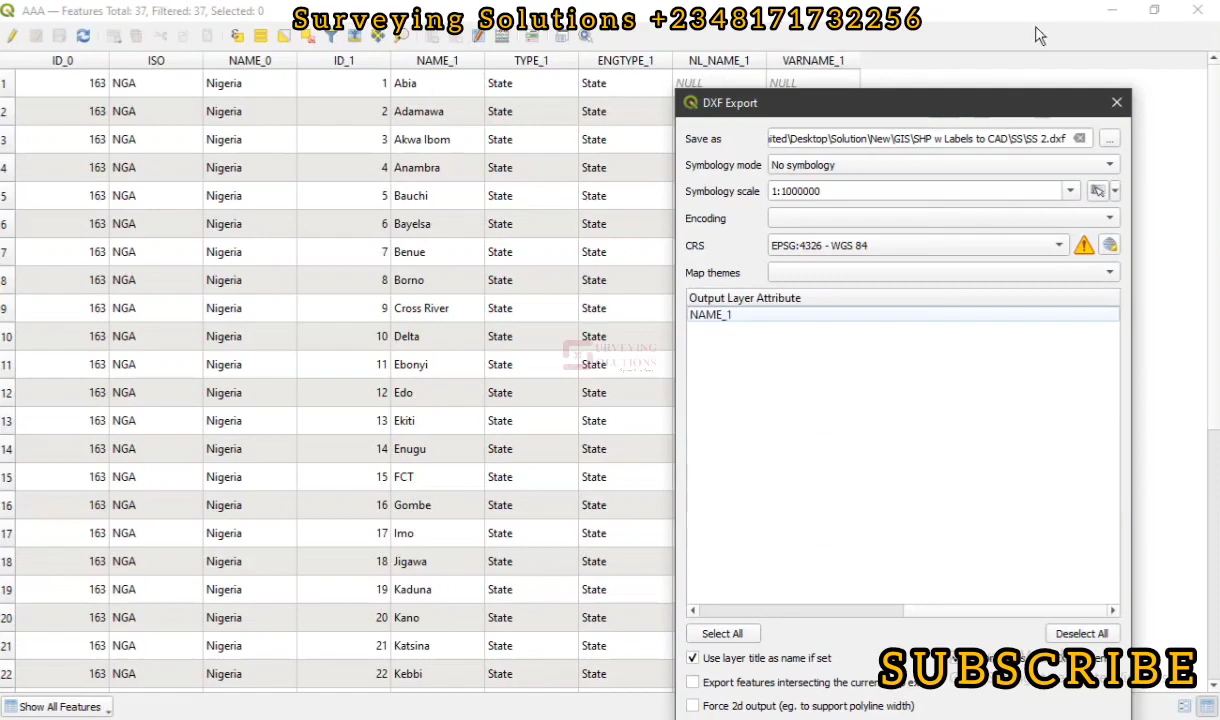 AAA — Features Total: 37, Filtered: 37, Selected: 0
Surveying Solutions +2348171732256
ID_0 ISO NAME_0 ID_1 NAME_1 TYPE_1 ENGTYPE_1 NL_NAME_1 VARNAME_1
1 163 NGA Nigeria 1 Abia State State NULL NULL
2 163 NGA Nigeria 2 Adamawa State State
3 163 NGA Nigeria 3 Akwa Ibom State State
4 163 NGA Nigeria 4 Anambra State State
5 163 NGA Nigeria 5 Bauchi State State
6 163 NGA Nigeria 6 Bayelsa State State
7 163 NGA Nigeria 7 Benue State State
8 163 NGA Nigeria 8 Borno State State
9 163 NGA Nigeria 9 Cross River State State
10 163 NGA Nigeria 10 Delta State State
11 163 NGA Nigeria 11 Ebonyi State State
12 163 NGA Nigeria 12 Edo State State
13 163 NGA Nigeria 13 Ekiti State State
14 163 NGA Nigeria 14 Enugu State State
15 163 NGA Nigeria 15 FCT State State
16 163 NGA Nigeria 16 Gombe State State
17 163 NGA Nigeria 17 Imo State State
18 163 NGA Nigeria 18 Jigawa State State
19 163 NGA Nigeria 19 Kaduna State State
20 163 NGA Nigeria 20 Kano State State
21 163 NGA Nigeria 21 Katsina State State
22 163 NGA Nigeria 22 Kebbi State State
Show All Features
URVEYING
OLUTIONS
DXF Export
Save as ited\Desktop\Solution\New\GIS\SHP w Labels to CAD\SS\SS 2.dxf ...
Symbology mode No symbology
Symbology scale 1:1000000
Encoding
CRS EPSG:4326 - WGS 84
Map themes
Output Layer Attribute
NAME_1
Select All Deselect All
Use layer title as name if set
Export features intersecting the current
Force 2d output (eg. to support polyline width)
SUBSCRIBE